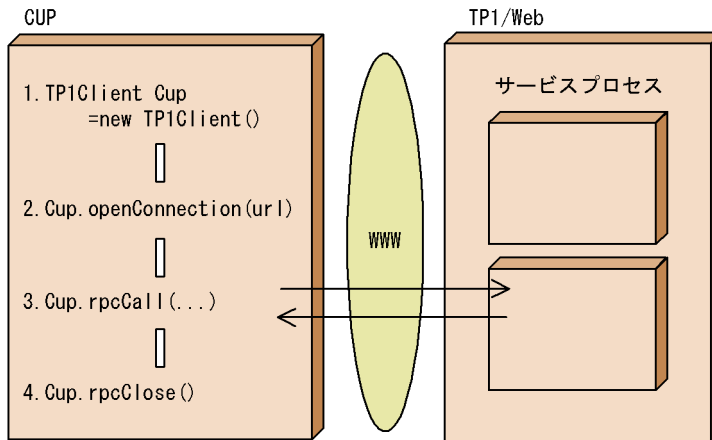 CUP
1.TP1Client Cup
=new TP1Client()
2.Cup.openConnection(url)
3.Cup.rpcCall(...)
4.Cup.rpcClose()
WWW
TP1/Web
サービスプロセス